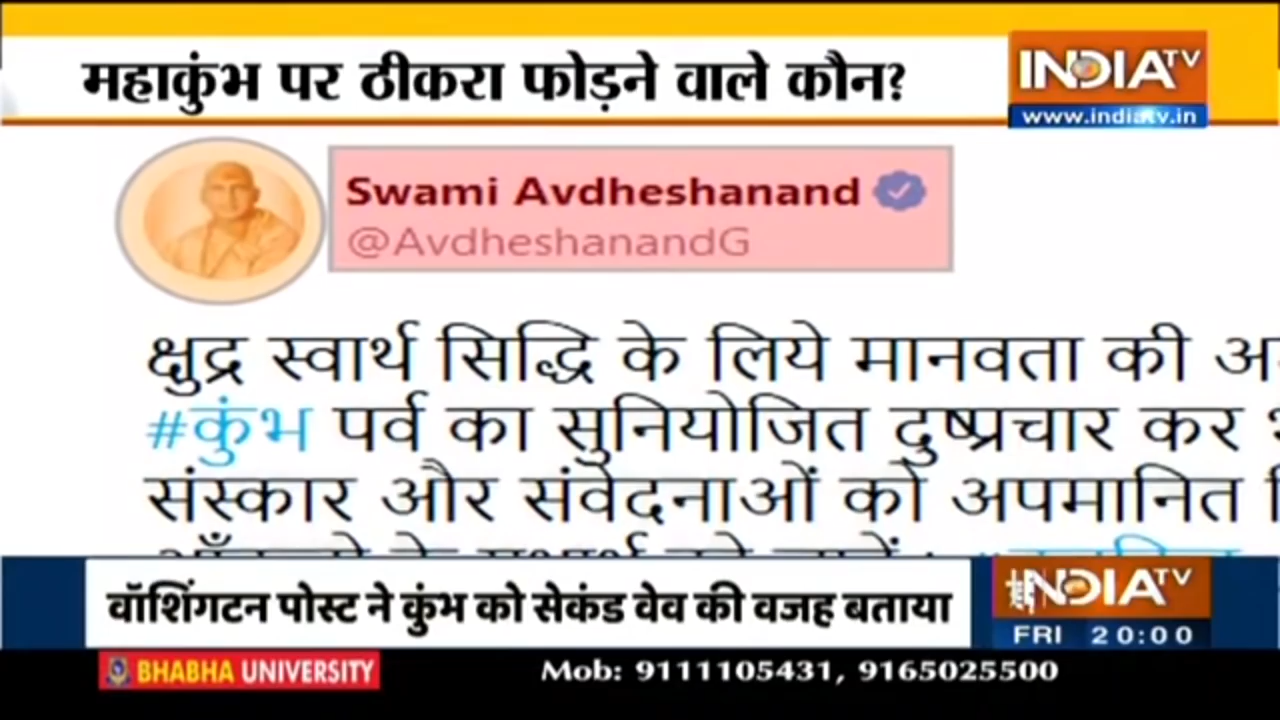 महाकुंभ पर ठीकरा फोड़ने वाले कौन?
INDIA TV
www.indiatv.in
Swami Avdheshanand
@AvdheshanandG
क्षुद्र स्वार्थ सिद्धि के लिये मानवता की
#कुंभ पर्व का सुनियोजित दुष्प्रचार कर
संस्कार और संवेदनाओं को अपमानित
वॉशिंगटन पोस्ट ने कुंभ को सेकंड वेव की वजह बताया
INDIA TV
FRI 20:00
BHABHA UNIVERSITY
Mob: 9111105431, 9165025500